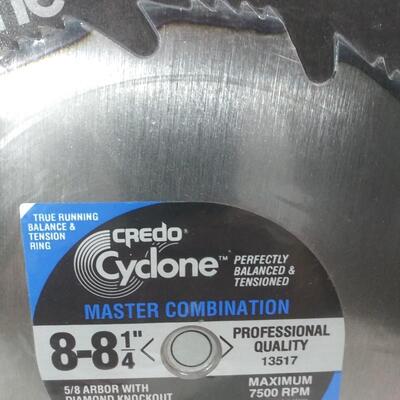 TRUE RUNNING
BALANCE &
TENSION
RING
CREDO®
Cyclone™
PERFECTLY
BALANCED &
TENSIONED
MASTER COMBINATION
8-8 1/4"
PROFESSIONAL
QUALITY
13517
5/8 ARBOR WITH
DIAMOND KNOCKOUT
MAXIMUM
7500 RPM